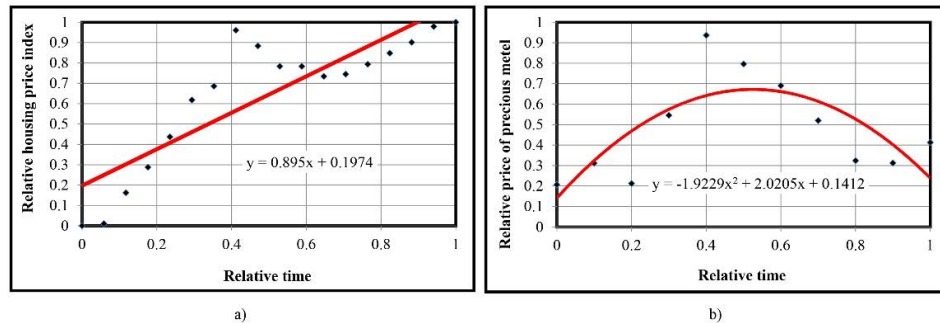 Relative housing price index
1
0.9
0.8
0.7
0.6
0.5
0.4
0.3
0.2
0.1
0
y = 0.895x + 0.1974
0 0.2 0.4 0.6 0.8 1
Relative time
a)
Relative price of precious metel
1
0.9
0.8
0.7
0.6
0.5
0.4
0.3
0.2
0.1
0
y = -1.9229x² + 2.0205x + 0.1412
0 0.2 0.4 0.6 0.8 1
Relative time
b)